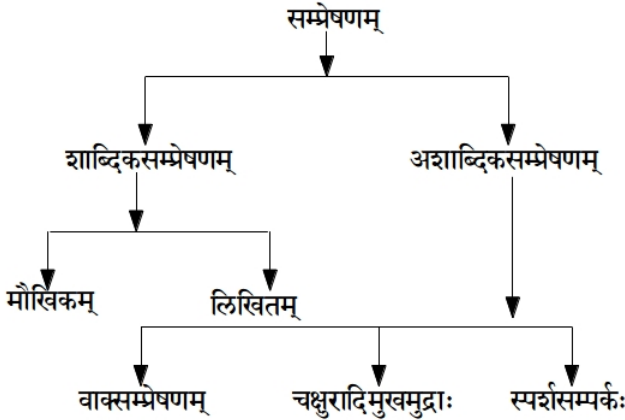 सम्प्रेषणम्
शाब्दिकसम्प्रेषणम् अशाब्दिकसम्प्रेषणम्
मौखिकम् लिखितम्
वाक्सम्प्रेषणम् चक्षुरादिमुखमुद्राः स्पर्शसम्पर्कः